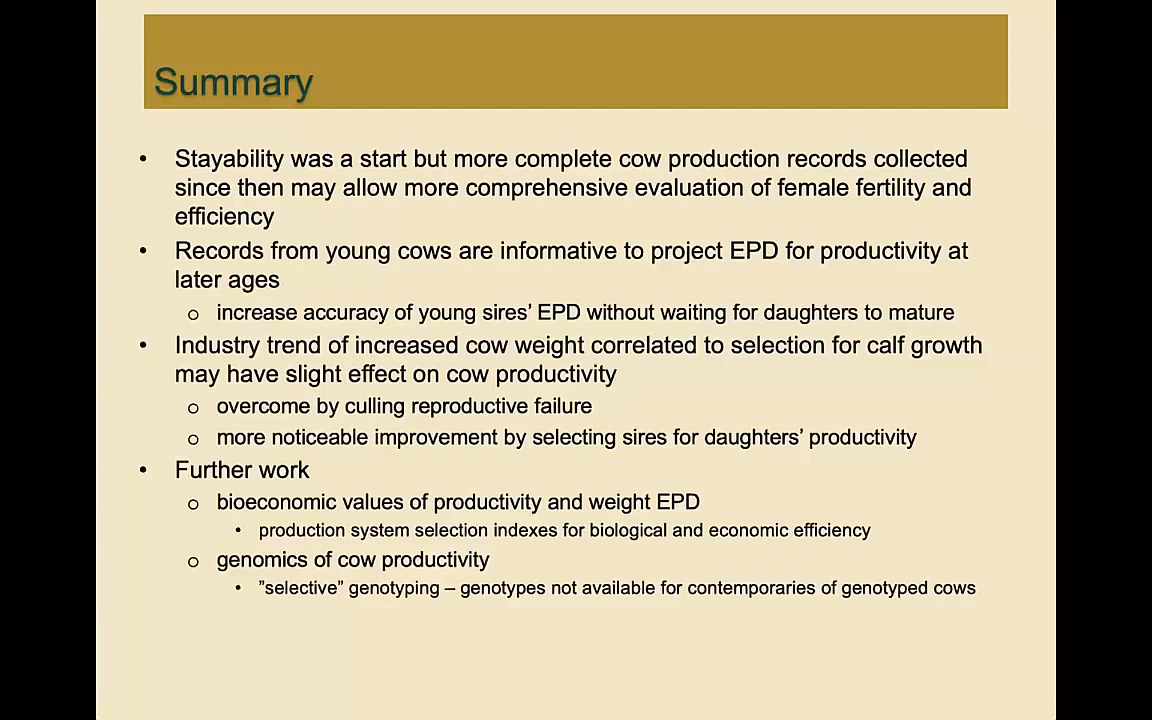 Summary
• Stayability was a start but more complete cow production records collected
since then may allow more comprehensive evaluation of female fertility and
efficiency
• Records from young cows are informative to project EPD for productivity at
later ages
o increase accuracy of young sires’ EPD without waiting for daughters to mature
• Industry trend of increased cow weight correlated to selection for calf growth
may have slight effect on cow productivity
o overcome by culling reproductive failure
o more noticeable improvement by selecting sires for daughters’ productivity
• Further work
o bioeconomic values of productivity and weight EPD
• production system selection indexes for biological and economic efficiency
o genomics of cow productivity
• ”selective” genotyping – genotypes not available for contemporaries of genotyped cows